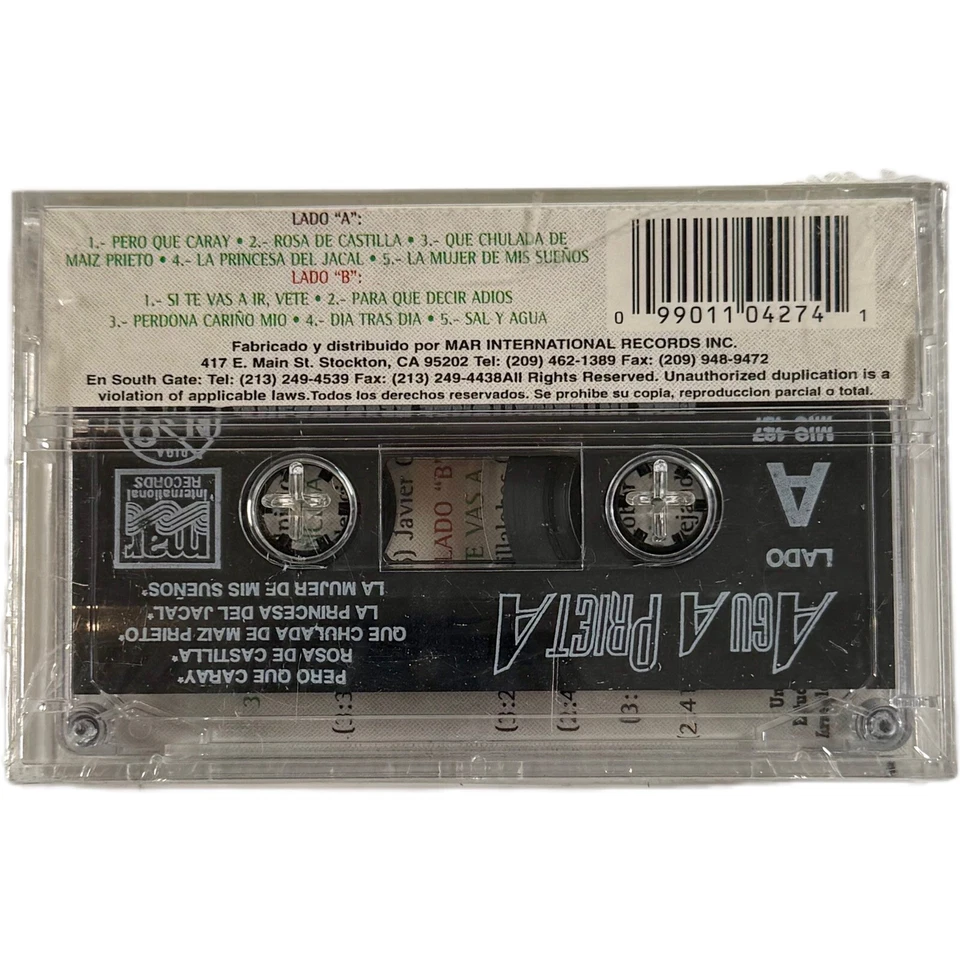 LADO "A":
1.- PERO QUE CARAY • 2.- ROSA DE CASTILLA • 3.- QUE CHULADA DE
MAIZ PRIETO • 4.- LA PRINCESA DEL JACAL • 5.- LA MUJER DE MIS SUEÑOS
LADO "B":
1.- SI TE VAS A IR, VETE • 2.- PARA QUE DECIR ADIOS
3.- PERDONA CARIÑO MIO • 4.- DIA TRAS DIA • 5.- SAL Y AGUA
0 99011 04274 1
Fabricado y distribuido por MAR INTERNATIONAL RECORDS INC.
417 E. Main St. Stockton, CA 95202 Tel: (209) 462-1389 Fax: (209) 948-9472
En South Gate: Tel: (213) 249-4539 Fax: (213) 249-4438All Rights Reserved. Unauthorized duplication is a
violation of applicable laws.Todos los derechos reservados. Se prohibe su copia, reproduccion parcial o total.
AGUA PRIETA
LADO
A
PERO QUE CARAY*
ROSA DE CASTILLA*
QUE CHULADA DE MAIZ PRIETO*
LA PRINCESA DEL JACAL*
LA MUJER DE MIS SUEÑOS*
mar
international
RECORDS
Javier
LADO "B"
E VAS A